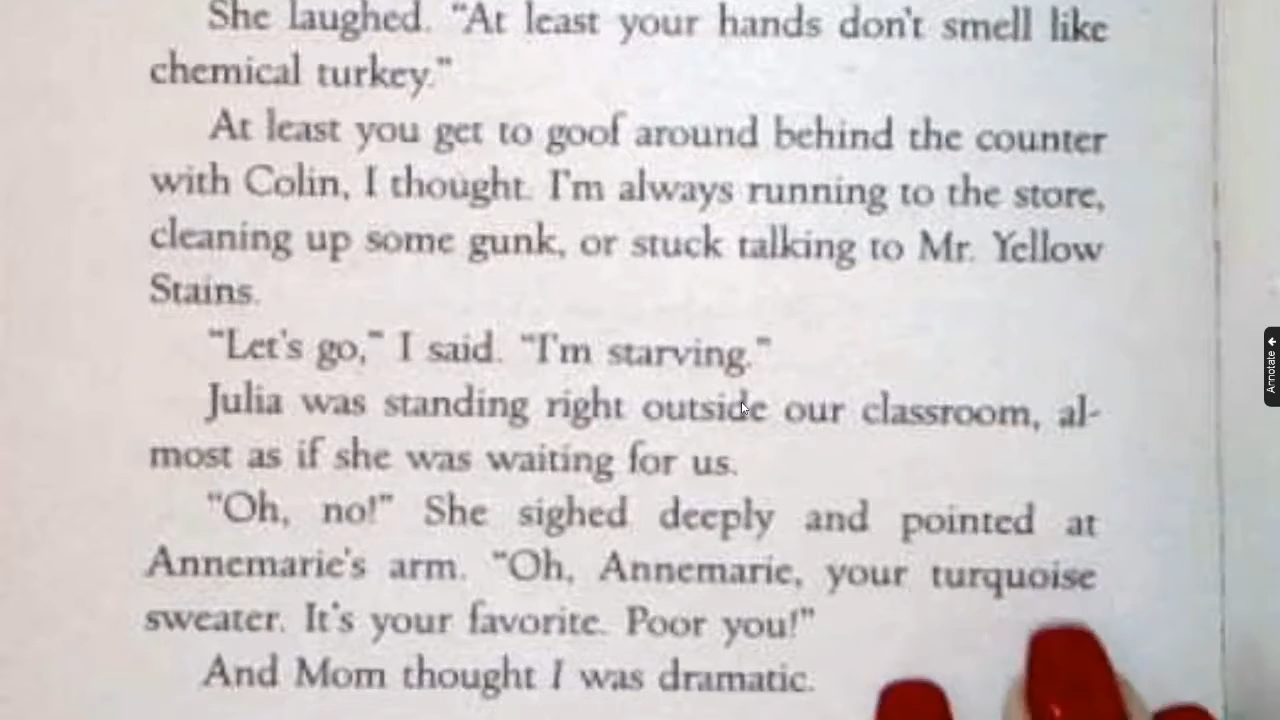 She laughed. “At least your hands don't smell like
chemical turkey.”
At least you get to goof around behind the counter
with Colin, I thought. I'm always running to the store,
cleaning up some gunk, or stuck talking to Mr. Yellow
Stains.
“Let's go,” I said. “I'm starving.”
Julia was standing right outside our classroom, al-
most as if she was waiting for us.
“Oh, no!” She sighed deeply and pointed at
Annemarie's arm. “Oh, Annemarie, your turquoise
sweater. It's your favorite. Poor you!”
And Mom thought I was dramatic.
Annotate